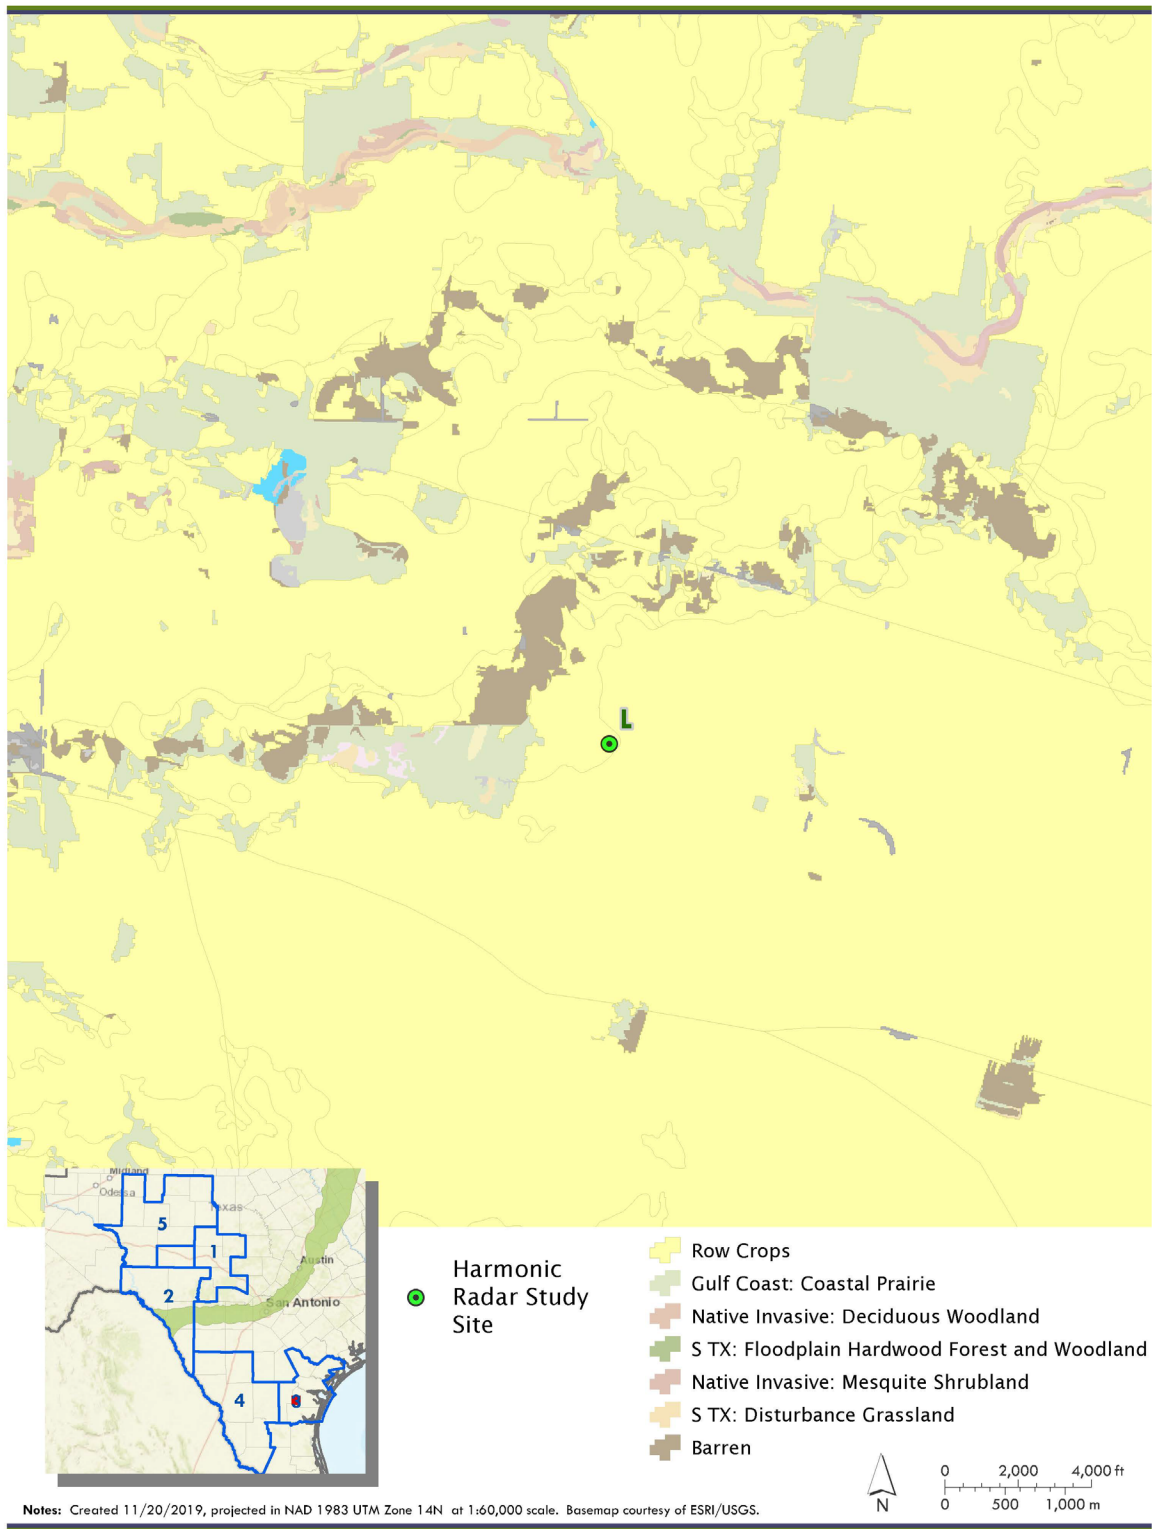 L
Midland
Odessa
Texas
5
1
Austin
2
San Antonio
4
Harmonic
Radar Study
Site
Row Crops
Gulf Coast: Coastal Prairie
Native Invasive: Deciduous Woodland
S TX: Floodplain Hardwood Forest and Woodland
Native Invasive: Mesquite Shrubland
S TX: Disturbance Grassland
Barren
N
0 2,000 4,000 ft
0 500 1,000 m
Notes: Created 11/20/2019, projected in NAD 1983 UTM Zone 14N at 1:60,000 scale. Basemap courtesy of ESRI/USGS.